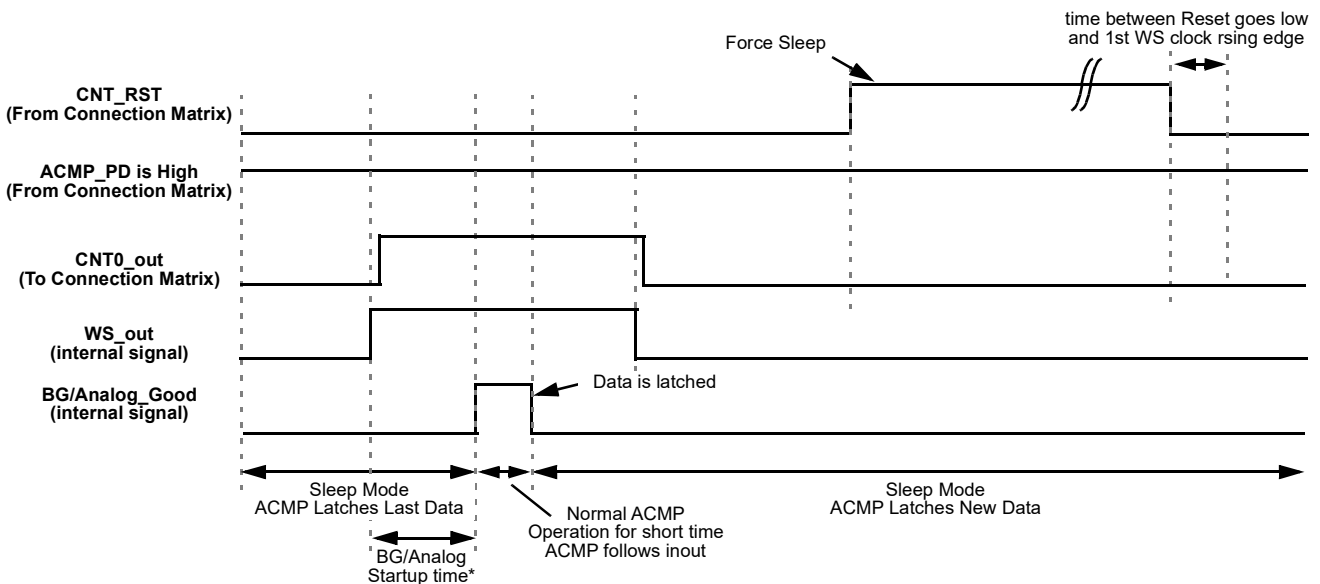 time between Reset goes low
and 1st WS clock rsing edge
Force Sleep
CNT_RST
(From Connection Matrix)
ACMP_PD is High
(From Connection Matrix)
CNT0_out
(To Connection Matrix)
WS_out
(internal signal)
BG/Analog_Good
(internal signal)
Data is latched
Sleep Mode
ACMP Latches Last Data
Normal ACMP
Operation for short time
ACMP follows inout
Sleep Mode
ACMP Latches New Data
BG/Analog
Startup time*